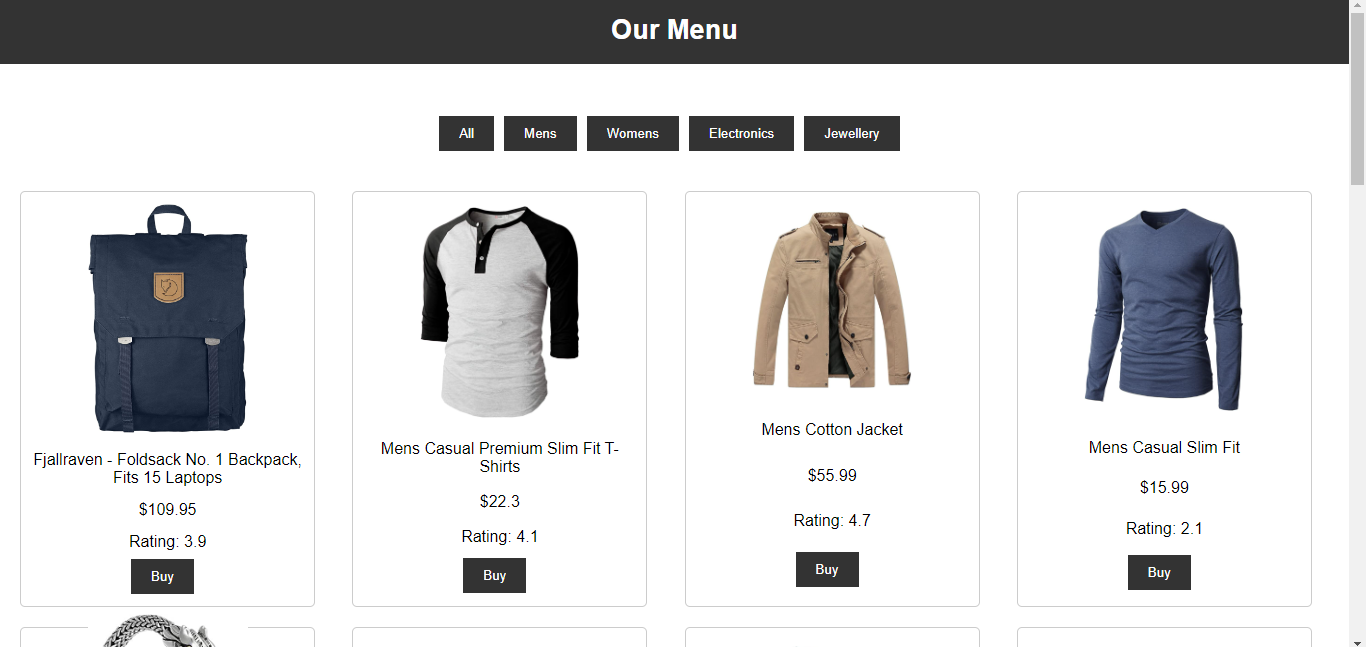 Our Menu
All Mens Womens Electronics Jewellery
Fjallraven - Foldsack No. 1 Backpack,
Fits 15 Laptops
$109.95
Rating: 3.9
Buy
Mens Casual Premium Slim Fit T-
Shirts
$22.3
Rating: 4.1
Buy
Mens Cotton Jacket
$55.99
Rating: 4.7
Buy
Mens Casual Slim Fit
$15.99
Rating: 2.1
Buy